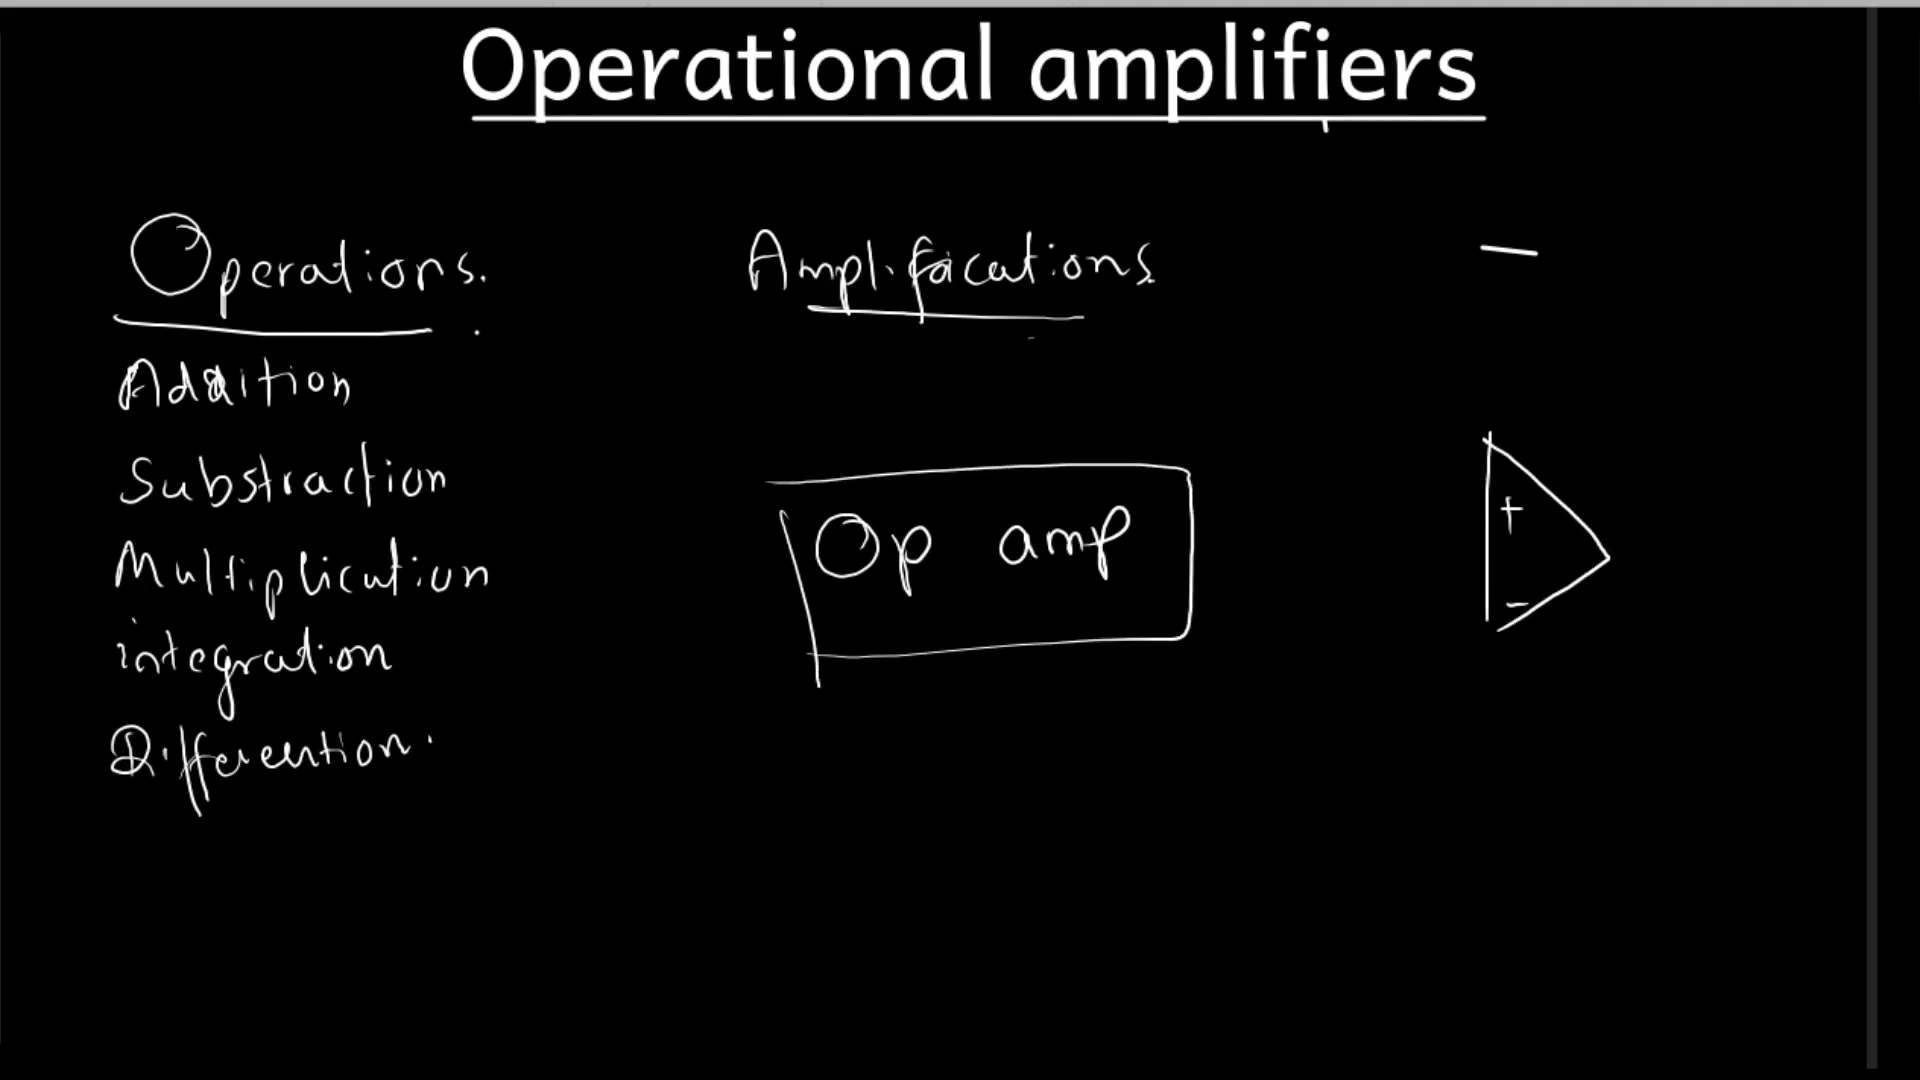 Operational amplifiers
Operations.
Amplifications.
Addition
Substraction
Multiplication
integration
Differention.
Op amp
+
-